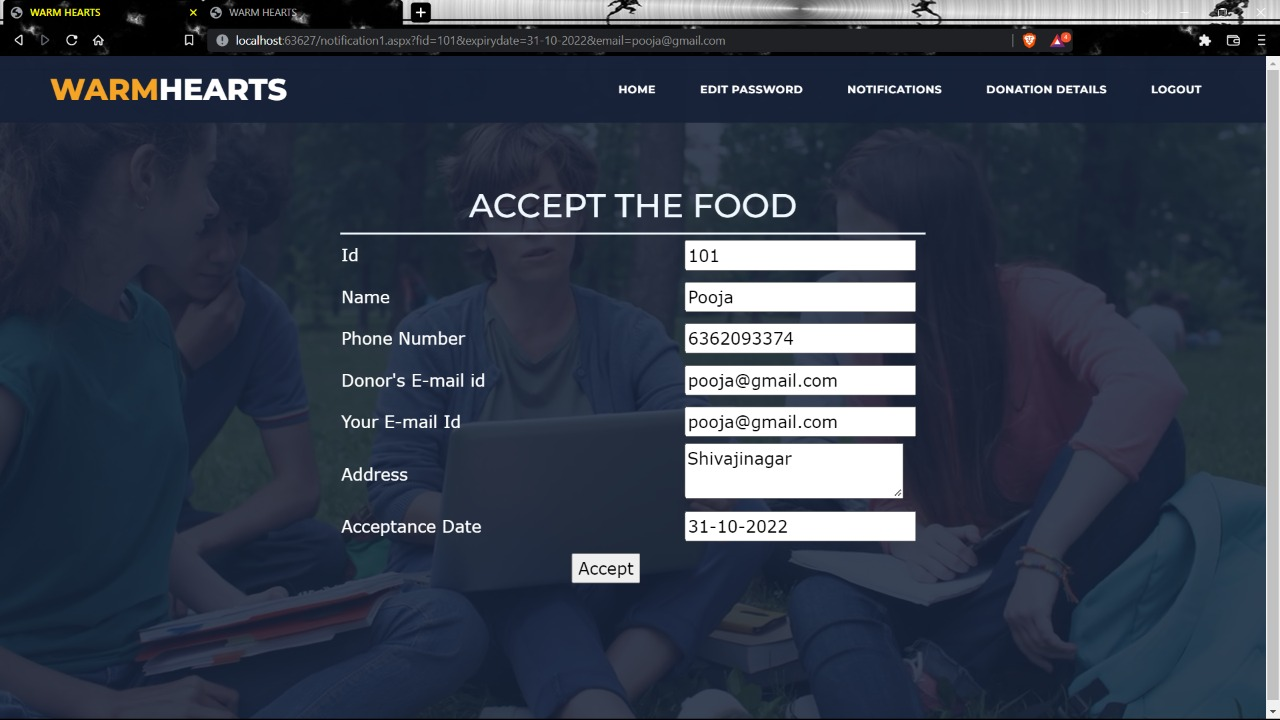 WARM HEARTS
WARM HEARTS
localhost:63627/notification1.aspx?fid=101&expirydate=31-10-2022&email=pooja@gmail.com
4
WARMHEARTS
HOME EDIT PASSWORD NOTIFICATIONS DONATION DETAILS LOGOUT
ACCEPT THE FOOD
Id 101
Name Pooja
Phone Number 6362093374
Donor's E-mail id pooja@gmail.com
Your E-mail Id pooja@gmail.com
Address Shivajinagar
Acceptance Date 31-10-2022
Accept